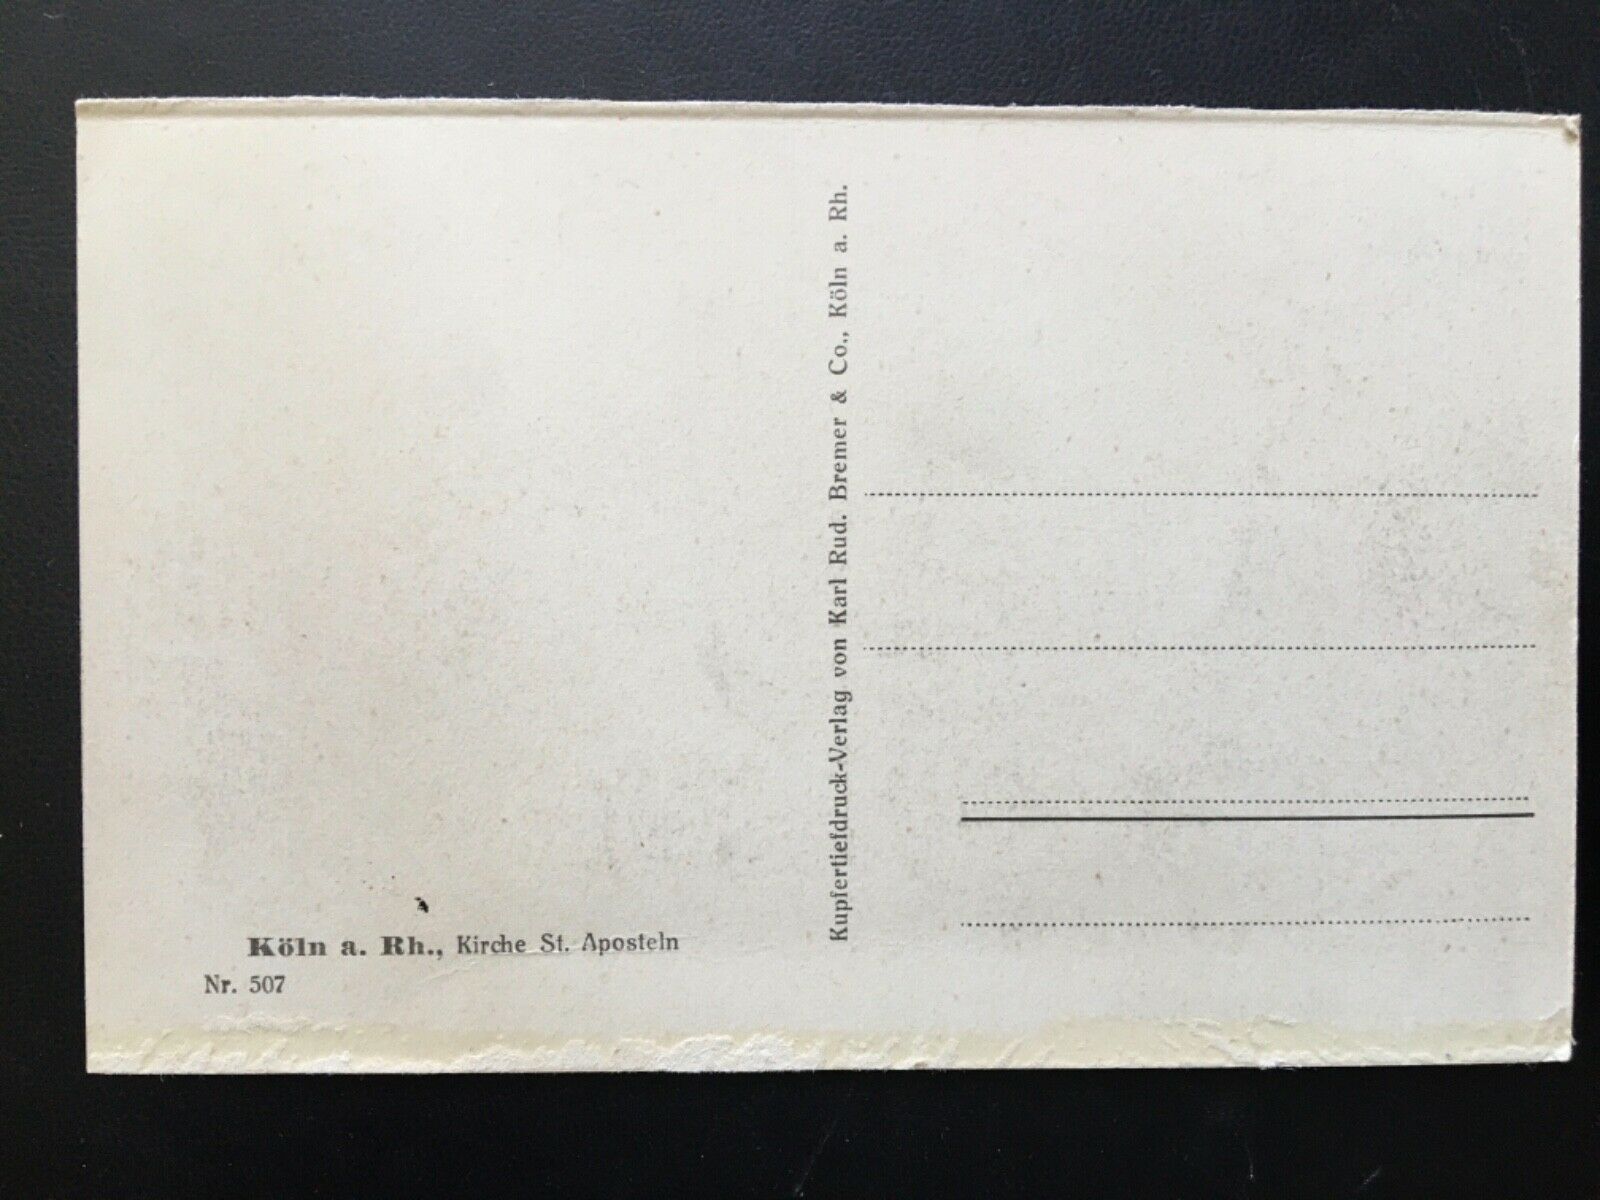 Köln a. Rh., Kirche St. Aposteln
Nr. 507
Kupfertiefdruck-Verlag von Karl Rud. Bremer & Co., Köln a. Rh.